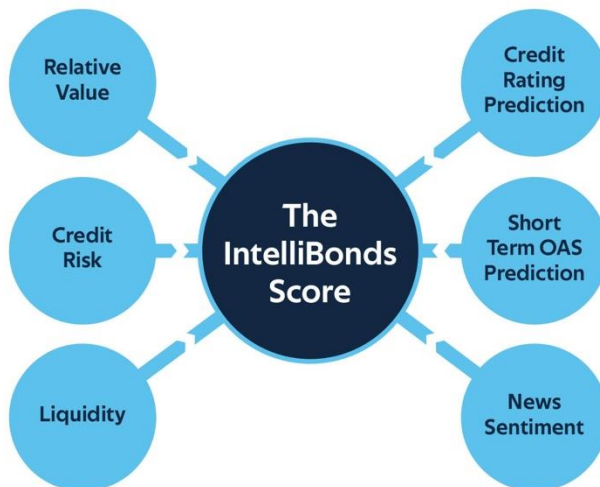 Relative
Value
Credit
Rating
Prediction
The
IntelliBonds
Score
Credit
Risk
Short
Term OAS
Prediction
Liquidity
News
Sentiment